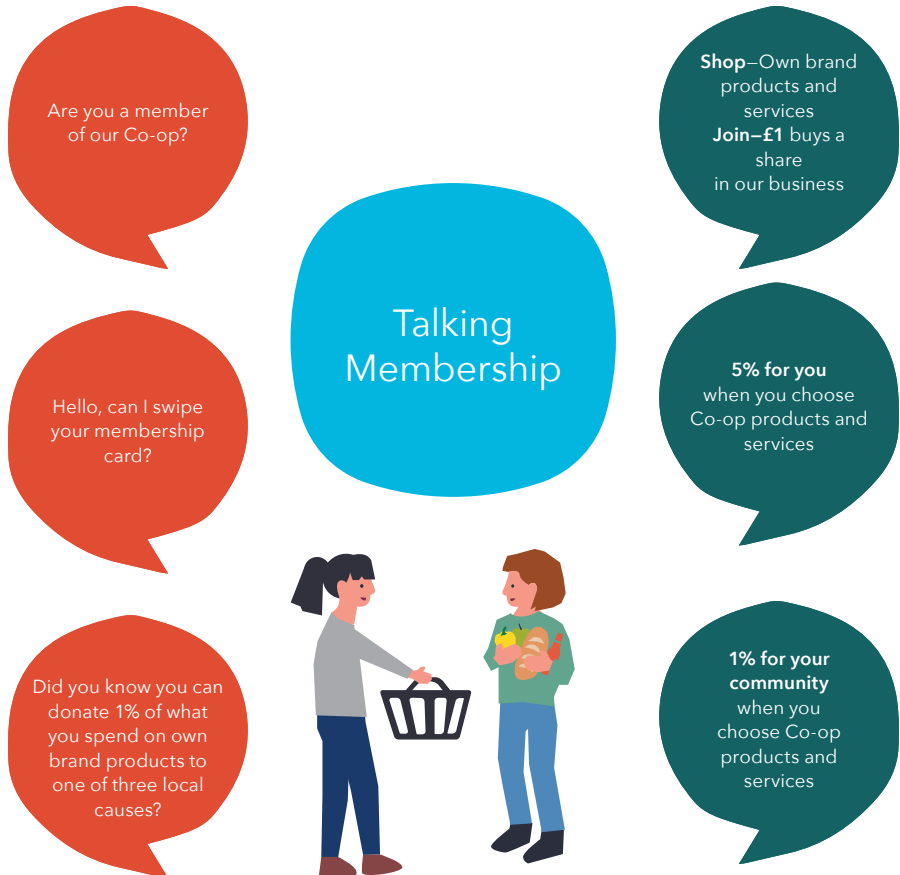 Are you a member
of our Co-op?
Hello, can I swipe
your membership
card?
Did you know you can
donate 1% of what
you spend on own
brand products to
one of three local
causes?
Talking
Membership
Shop–Own brand
products and
services
Join–£1 buys a
share
in our business
5% for you
when you choose
Co-op products and
services
1% for your
community
when you
choose Co-op
products and
services